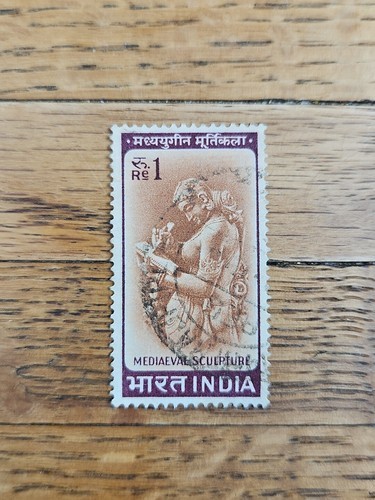 · मध्ययुगीन मूर्तिकला ·
रु. 1
Re
MEDIAEVAL SCULPTURE
भारत INDIA